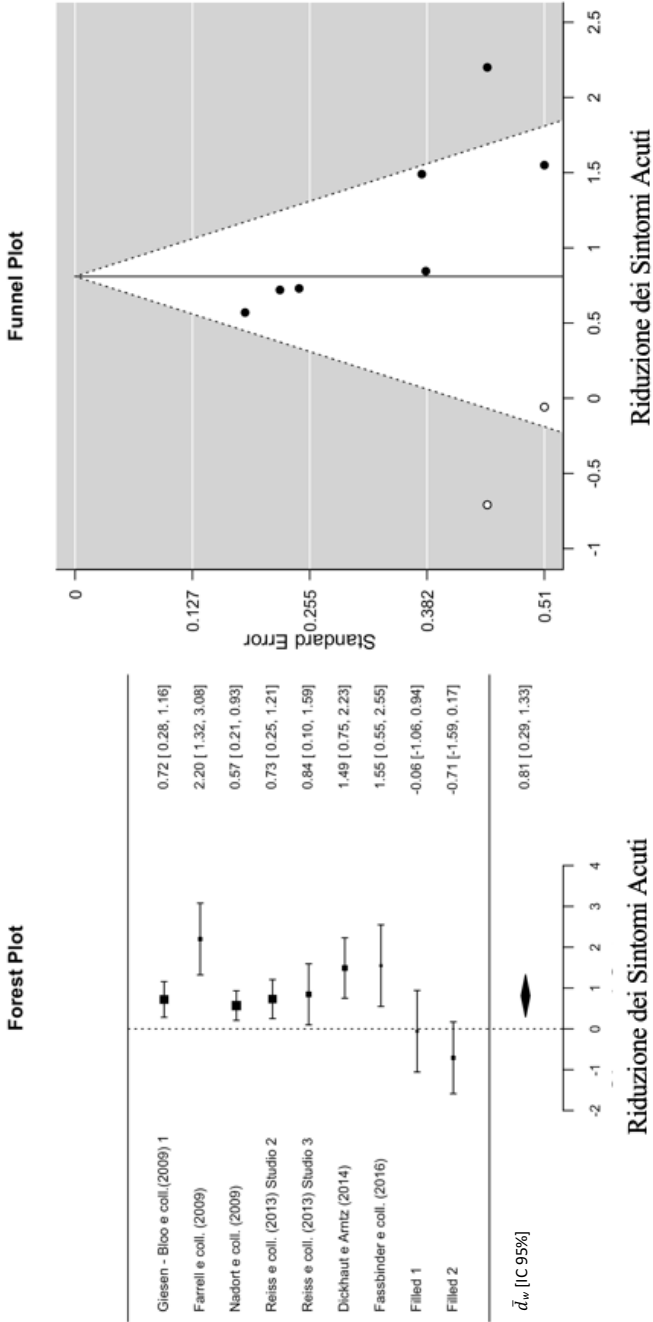 Forest Plot
Giesen - Bloo e coll.(2009) 1 0.72 [ 0.28, 1.16]
Farrell e coll. (2009) 2.20 [ 1.32, 3.08]
Nadort e coll. (2009) 0.57 [ 0.21, 0.93]
Reiss e coll. (2013) Studio 2 0.73 [ 0.25, 1.21]
Reiss e coll. (2013) Studio 3 0.84 [ 0.10, 1.59]
Dickhaut e Arntz (2014) 1.49 [ 0.75, 2.23]
Fassbinder e coll. (2016) 1.55 [ 0.55, 2.55]
Filled 1 -0.06 [-1.06, 0.94]
Filled 2 -0.71 [-1.59, 0.17]
d̄w [IC 95%] 0.81 [ 0.29, 1.33]
-2 -1 0 1 2 3 4
Riduzione dei Sintomi Acuti
Funnel Plot
Standard Error
0
0.127
0.255
0.382
0.51
-1 -0.5 0 0.5 1 1.5 2 2.5
Riduzione dei Sintomi Acuti